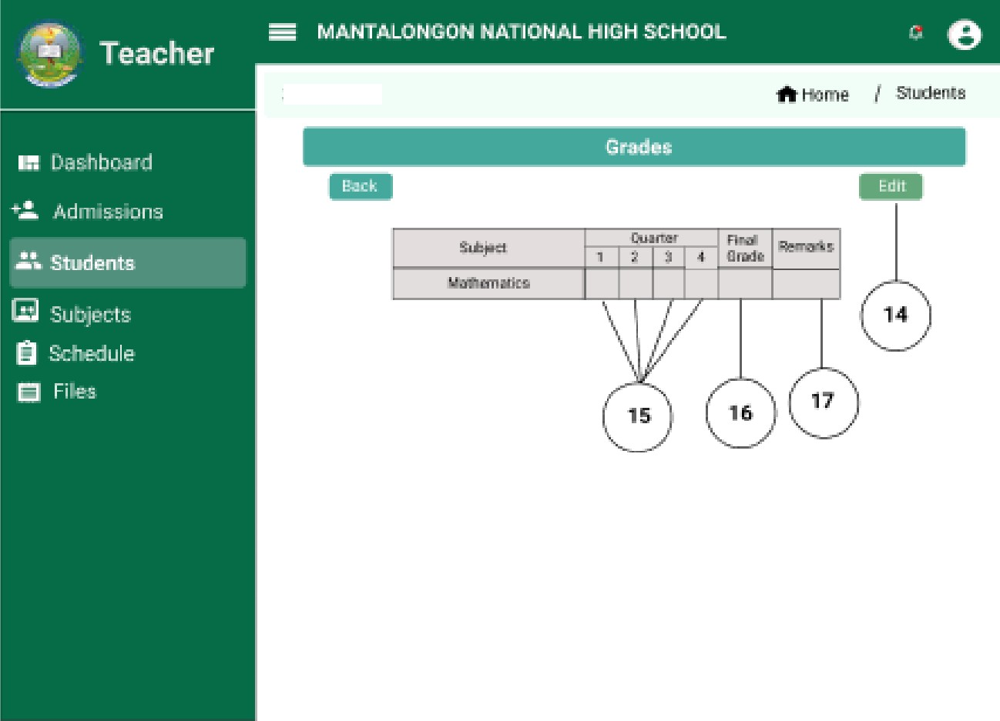 Teacher
MANTALONGON NATIONAL HIGH SCHOOL
Home / Students
Dashboard
Admissions
Students
Subjects
Schedule
Files
Grades
Back
Edit
Subject
Quarter
Final
Grade
Remarks
1 2 3 4
Mathematics
14
15
16
17